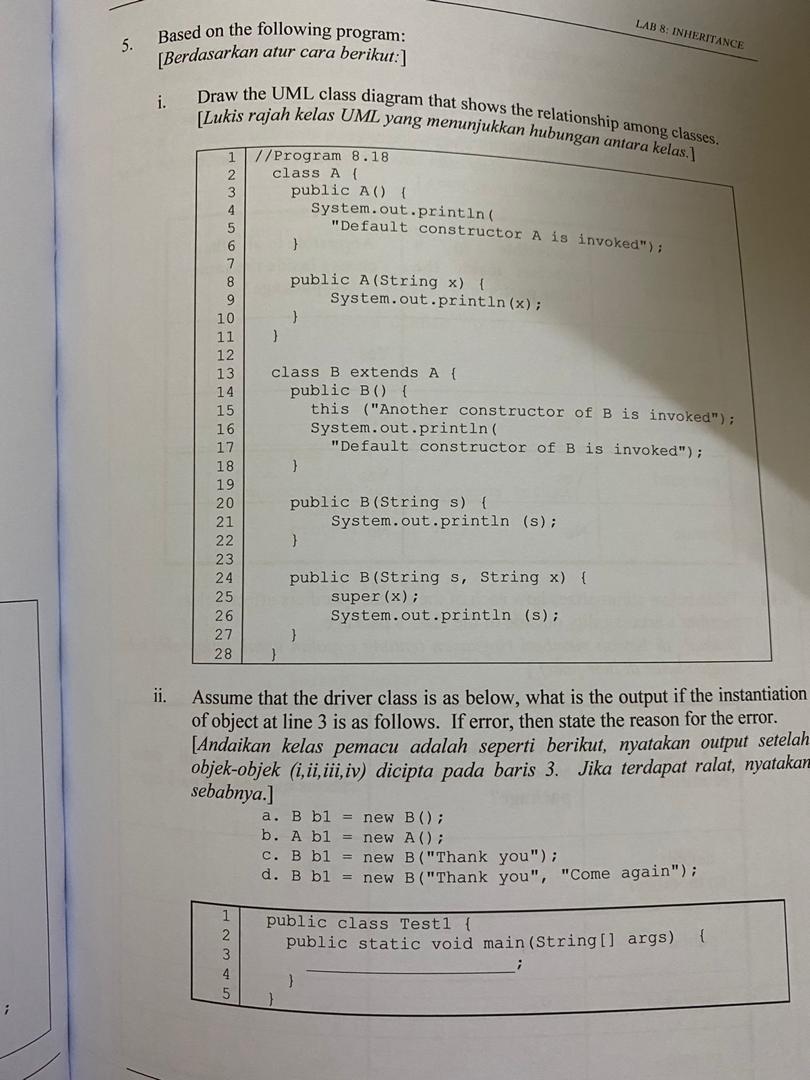 LAB 8: INHERITANCE
5. Based on the following program:
[Berdasarkan atur cara berikut:]
i. Draw the UML class diagram that shows the relationship among classes.
[Lukis rajah kelas UML yang menunjukkan hubungan antara kelas.]
1 //Program 8.18
2 class A {
3 public A() {
4 System.out.println(
5 "Default constructor A is invoked");
6 }
7
8 public A(String x) {
9 System.out.println(x);
10 }
11 }
12
13 class B extends A {
14 public B() {
15 this ("Another constructor of B is invoked");
16 System.out.println(
17 "Default constructor of B is invoked");
18 }
19
20 public B(String s) {
21 System.out.println (s);
22 }
23
24 public B(String s, String x) {
25 super(x);
26 System.out.println (s);
27 }
28 }
ii. Assume that the driver class is as below, what is the output if the instantiation
of object at line 3 is as follows. If error, then state the reason for the error.
[Andaikan kelas pemacu adalah seperti berikut, nyatakan output setelah
objek-objek (i,ii,iii,iv) dicipta pada baris 3. Jika terdapat ralat, nyatakan
sebabnya.]
a. B b1 = new B();
b. A b1 = new A();
c. B b1 = new B("Thank you");
d. B b1 = new B("Thank you", "Come again");
1 public class Test1 {
2 public static void main(String[] args) {
3 ____________________;
4 }
5 }
;